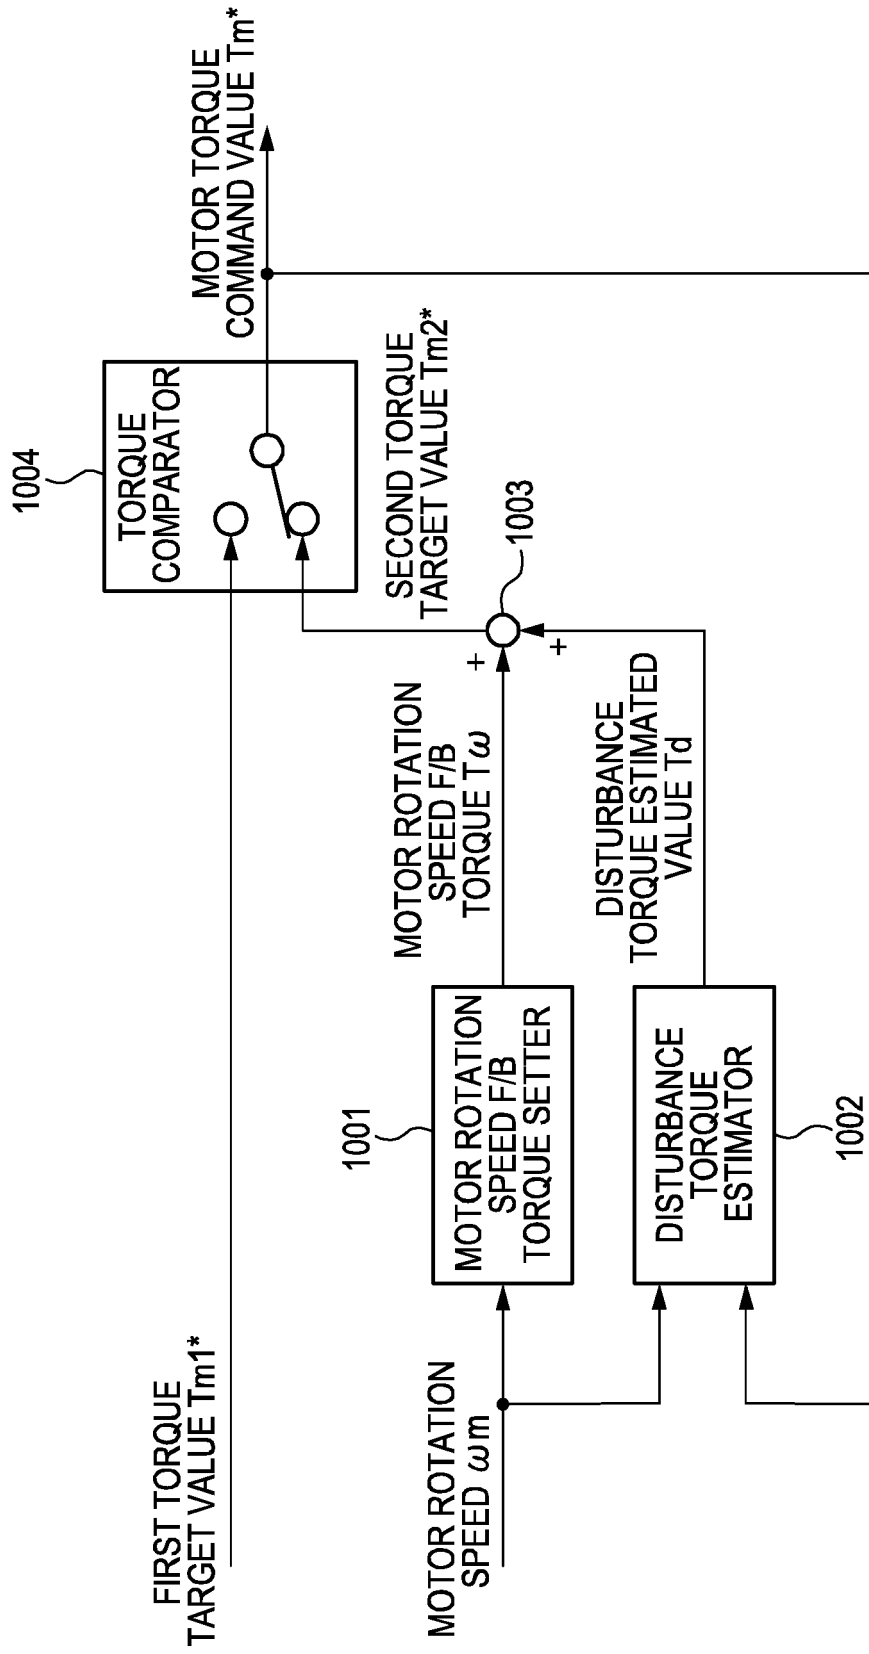 FIRST TORQUE
TARGET VALUE Tm1*
MOTOR ROTATION
SPEED ωm
1001
MOTOR ROTATION
SPEED F/B
TORQUE SETTER
DISTURBANCE
TORQUE
ESTIMATOR
1002
MOTOR ROTATION
SPEED F/B
TORQUE Tω
DISTURBANCE
TORQUE ESTIMATED
VALUE Td
+
+
1003
SECOND TORQUE
TARGET VALUE Tm2*
1004
TORQUE
COMPARATOR
MOTOR TORQUE
COMMAND VALUE Tm*